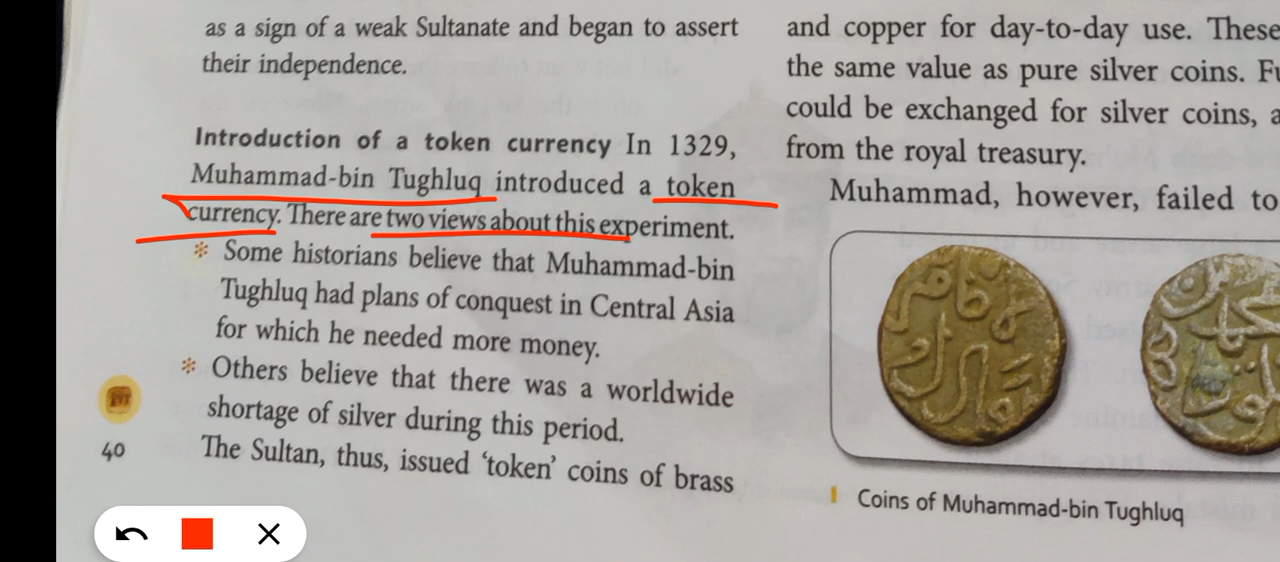 as a sign of a weak Sultanate and began to assert
their independence.
Introduction of a token currency In 1329,
Muhammad-bin Tughluq introduced a token
currency. There are two views about this experiment.
* Some historians believe that Muhammad-bin
Tughluq had plans of conquest in Central Asia
for which he needed more money.
* Others believe that there was a worldwide
shortage of silver during this period.
The Sultan, thus, issued ‘token’ coins of brass
40
and copper for day-to-day use. These
the same value as pure silver coins.
could be exchanged for silver coins,
from the royal treasury.
Muhammad, however, failed to
Coins of Muhammad-bin Tughluq